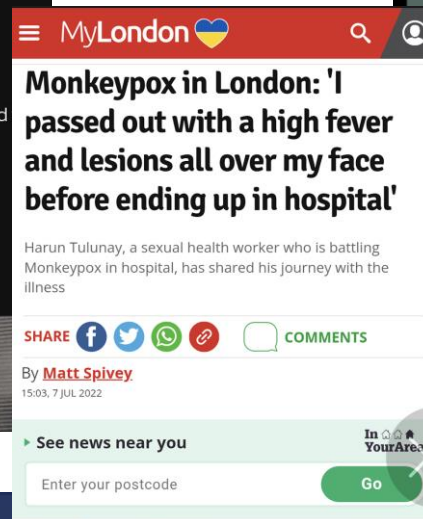 MyLondon
Monkeypox in London: 'I
passed out with a high fever
and lesions all over my face
before ending up in hospital'
Harun Tulunay, a sexual health worker who is battling
Monkeypox in hospital, has shared his journey with the
illness
SHARE
COMMENTS
By Matt Spivey
15:03, 7 JUL 2022
See news near you
In
YourArea
Enter your postcode
Go